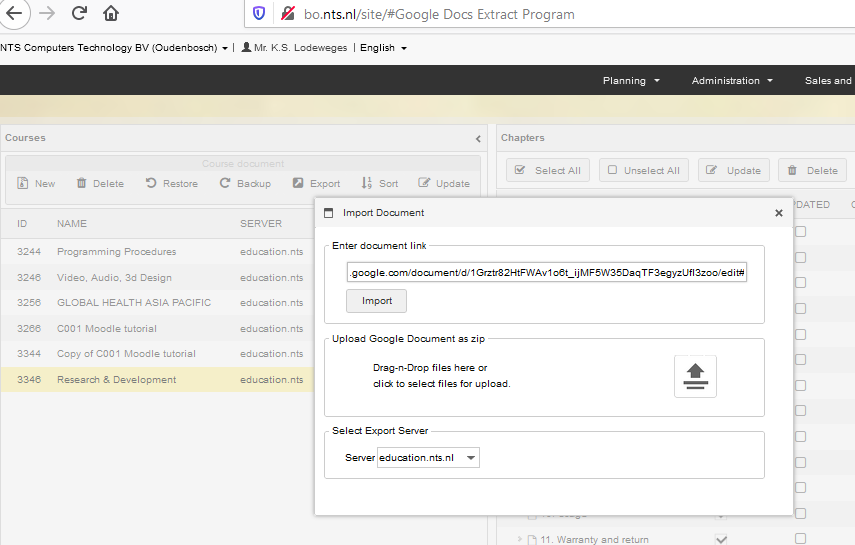 bo.nts.nl/site/#Google Docs Extract Program
NTS Computers Technology BV (Oudenbosch) | Mr. K.S. Lodeweges | English
Planning Administration Sales and
Courses
Course document
New Delete Restore Backup Export Sort Update
ID NAME SERVER
3244 Programming Procedures education.nts
3246 Video, Audio, 3d Design education.nts
3256 GLOBAL HEALTH ASIA PACIFIC education.nts
3266 C001 Moodle tutorial education.nts
3344 Copy of C001 Moodle tutorial education.nts
3346 Research & Development education.nts
Chapters
Select All Unselect All Update Delete
PDATED
Import Document
Enter document link
.google.com/document/d/1Grztr82HtFWAv1o6t_ijMF5W35DaqTF3egyzUfI3zoo/edit#
Import
Upload Google Document as zip
Drag-n-Drop files here or
click to select files for upload.
Select Export Server
Server education.nts.nl
11. Warranty and return